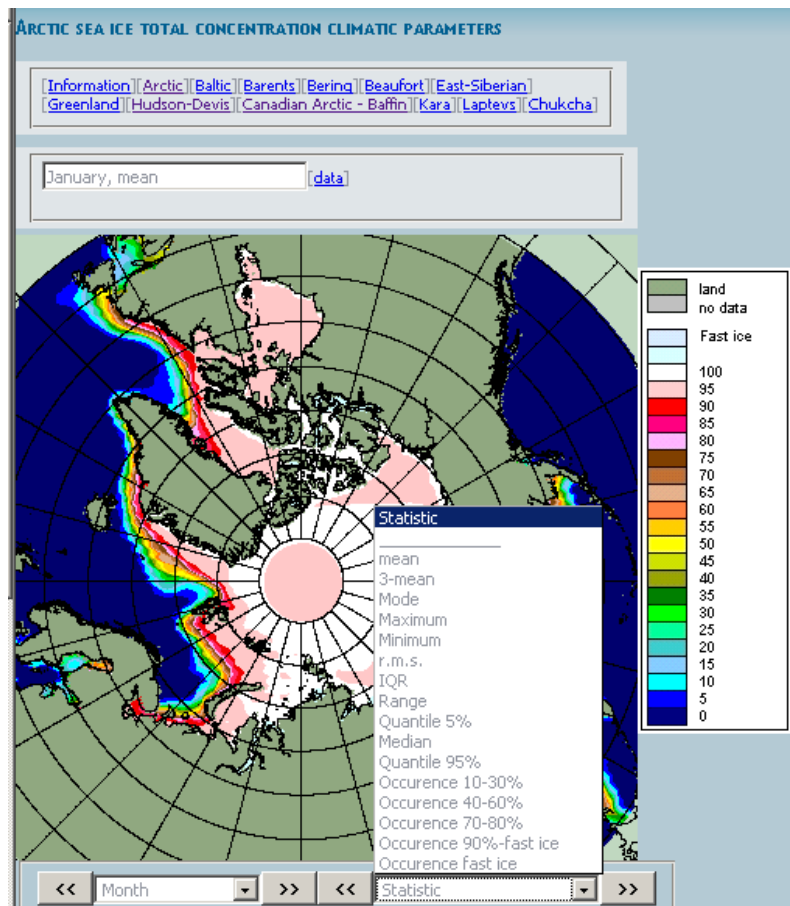 ARCTIC SEA ICE TOTAL CONCENTRATION CLIMATIC PARAMETERS
[Information][Arctic][Baltic][Barents][Bering][Beaufort][East-Siberian]
[Greenland][Hudson-Devis][Canadian Arctic - Baffin][Kara][Laptevs][Chukcha]
January, mean [data]
land
no data
Fast ice
100
95
90
85
80
75
70
65
60
55
50
45
40
35
30
25
20
15
10
5
0
Statistic
mean
3-mean
Mode
Maximum
Minimum
r.m.s.
IQR
Range
Quantile 5%
Median
Quantile 95%
Occurence 10-30%
Occurence 40-60%
Occurence 70-80%
Occurence 90%-fast ice
Occurence fast ice
<< Month >> << Statistic >>